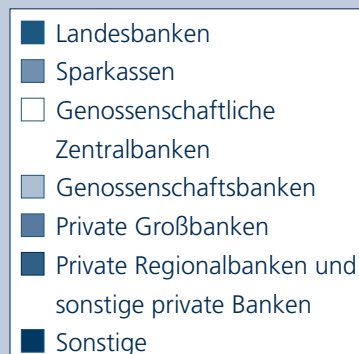 Landesbanken
Sparkassen
Genossenschaftliche
Zentralbanken
Genossenschaftsbanken
Private Großbanken
Private Regionalbanken und
sonstige private Banken
Sonstige